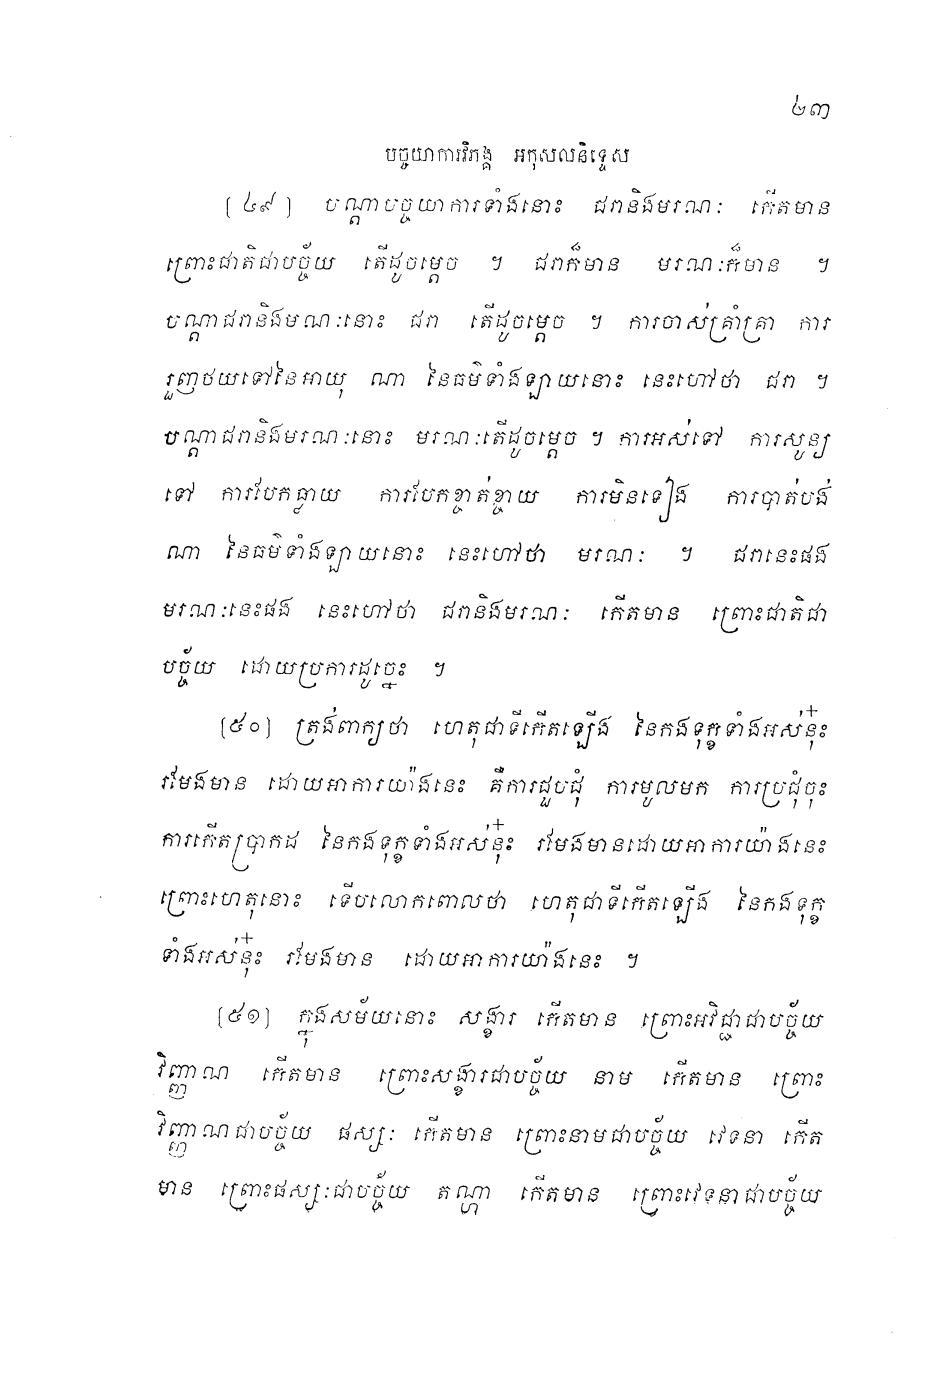 ២៣
បច្ចយាការវិភង្គ អកុសលនិទ្ទេស
[៤៩] បណ្តាបច្ចយាការទាំងនោះ ជរានិងមរណៈ កើតមាន
ព្រោះជាតិជាបច្ច័យ តើដូចម្តេច ។ ជរាក៏មាន មរណៈក៏មាន ។
បណ្តាជរានិងមណៈនោះ ជរា តើដូចម្តេច ។ ការចាស់គ្រាំគ្រា ការ
រួញថយទៅនៃអាយុ ណា នៃធម៌ទាំងឡាយនោះ នេះហៅថា ជរា ។
បណ្តាជរានិងមរណៈនោះ មរណៈតើដូចម្តេច ។ ការអស់ទៅ ការសូន្យ
ទៅ ការបែកធ្លាយ ការបែកខ្ចាត់ខ្ចាយ ការមិនទៀង ការបាត់បង់
ណា នៃធម៌ទាំងឡាយនោះ នេះហៅថា មរណៈ ។ ជរានេះផង
មរណៈនេះផង នេះហៅថា ជរានិងមរណៈ កើតមាន ព្រោះជាតិជា
បច្ច័យ ដោយប្រការដូច្នេះ ។
[៥០] ត្រង់ពាក្យថា ហេតុជាទីកើតឡើង នៃកងទុក្ខទាំងអស់នុ៎ះ
រមែងមាន ដោយអាការយ៉ាងនេះ គឺការជួបជុំ ការមូលមក ការប្រជុំចុះ
ការកើតប្រាកដ នៃកងទុក្ខទាំងអស់នុ៎ះ រមែងមានដោយអាការយ៉ាងនេះ
ព្រោះហេតុនោះ ទើបលោកពោលថា ហេតុជាទីកើតឡើង នៃកងទុក្ខ
ទាំងអស់នុ៎ះ រមែងមាន ដោយអាការយ៉ាងនេះ ។
[៥១] ក្នុងសម័យនោះ សង្ខារ កើតមាន ព្រោះអវិជ្ជាជាបច្ច័យ
វិញ្ញាណ កើតមាន ព្រោះសង្ខារជាបច្ច័យ នាម កើតមាន ព្រោះ
វិញ្ញាណជាបច្ច័យ ផស្សៈ កើតមាន ព្រោះនាមជាបច្ច័យ វេទនា កើត
មាន ព្រោះផស្សៈជាបច្ច័យ តណ្ហា កើតមាន ព្រោះវេទនាជាបច្ច័យ